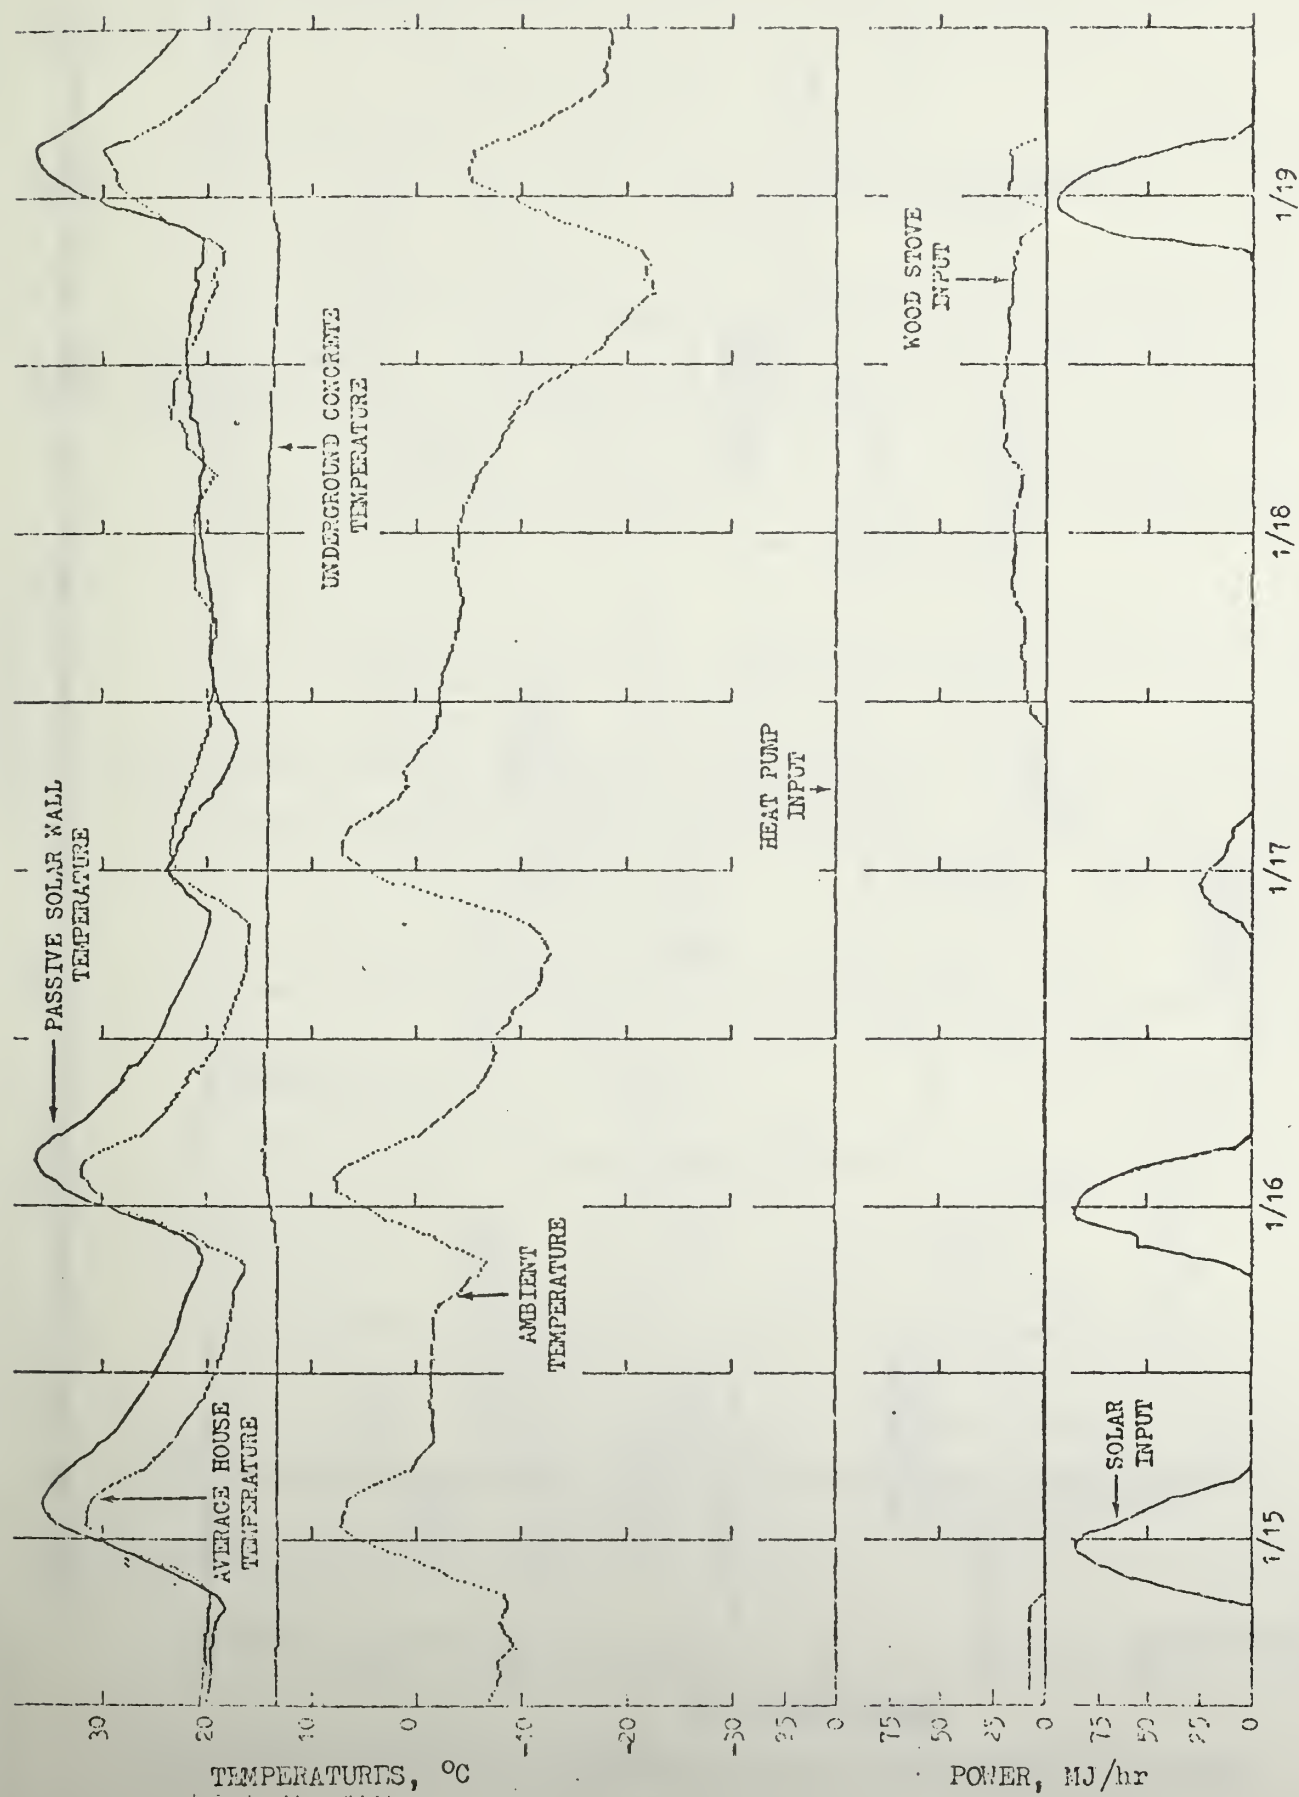 PASSIVE SOLAR WALL
TEMPERATURE
AVERAGE HOUSE
TEMPERATURE
UNDERGROUND CONCRETE
TEMPERATURE
AMBIENT
TEMPERATURE
HEAT PUMP
INPUT
WOOD STOVE
INPUT
SOLAR
INPUT
30
20
10
0
-10
-20
-30
25
0
75
50
25
0
75
50
25
0
TEMPERATURES, °C
POWER, MJ/hr
1/15
1/16
1/17
1/18
1/19